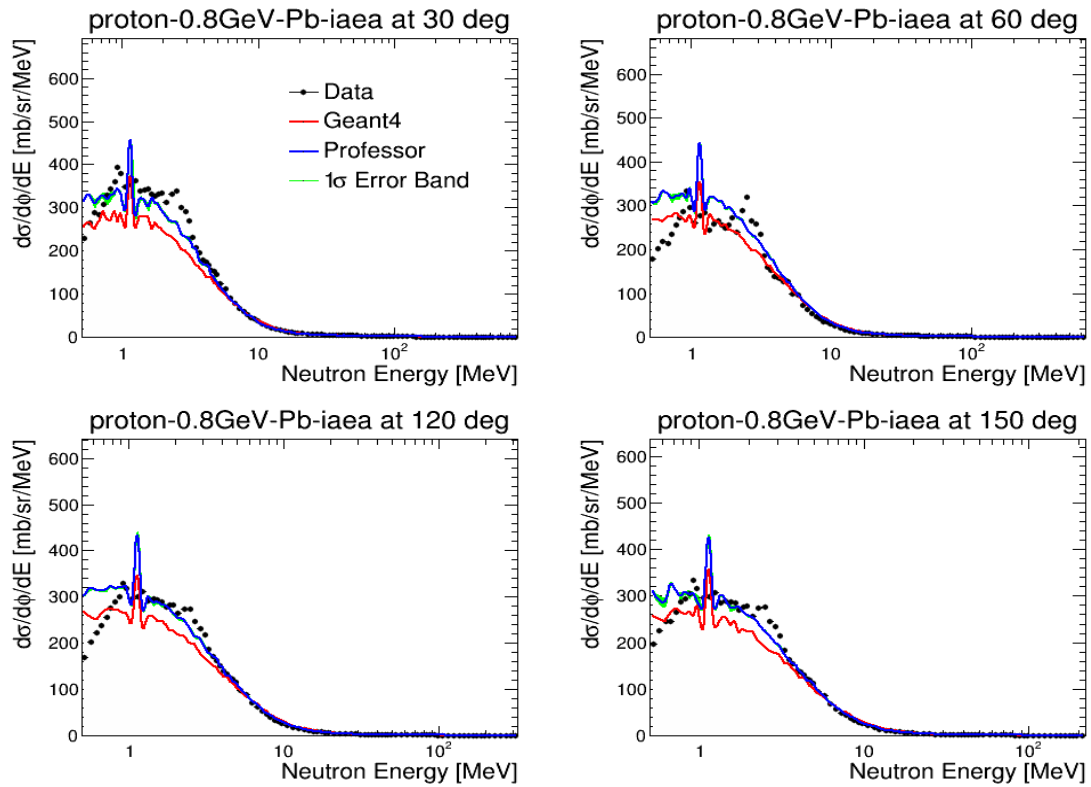 proton-0.8GeV-Pb-iaea at 30 deg
dσ/dϕ/dE [mb/sr/MeV]
600
500
400
300
200
100
0
Data
Geant4
Professor
1σ Error Band
1
10
10²
Neutron Energy [MeV]
proton-0.8GeV-Pb-iaea at 60 deg
dσ/dϕ/dE [mb/sr/MeV]
600
500
400
300
200
100
0
1
10
10²
Neutron Energy [MeV]
proton-0.8GeV-Pb-iaea at 120 deg
dσ/dϕ/dE [mb/sr/MeV]
600
500
400
300
200
100
0
1
10
10²
Neutron Energy [MeV]
proton-0.8GeV-Pb-iaea at 150 deg
dσ/dϕ/dE [mb/sr/MeV]
600
500
400
300
200
100
0
1
10
10²
Neutron Energy [MeV]